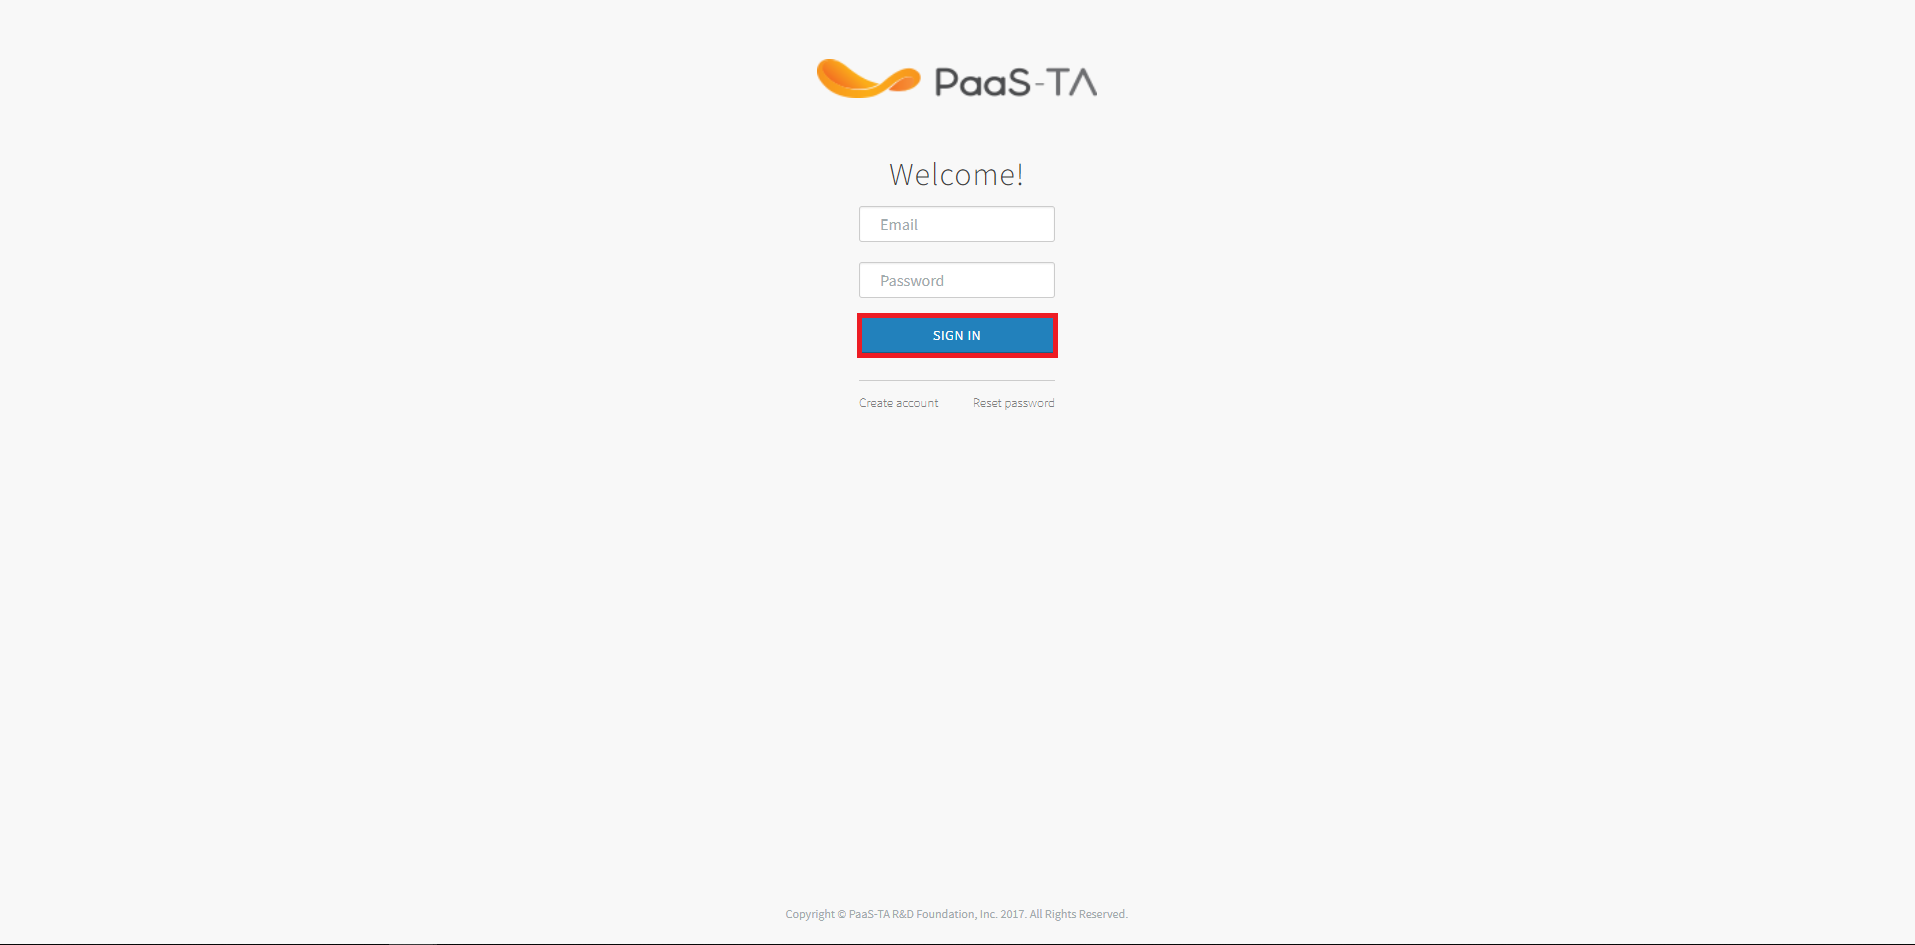 PaaS-TA
Welcome!
Email
Password
SIGN IN
Create account Reset password
Copyright © PaaS-TA R&D Foundation, Inc. 2017. All Rights Reserved.